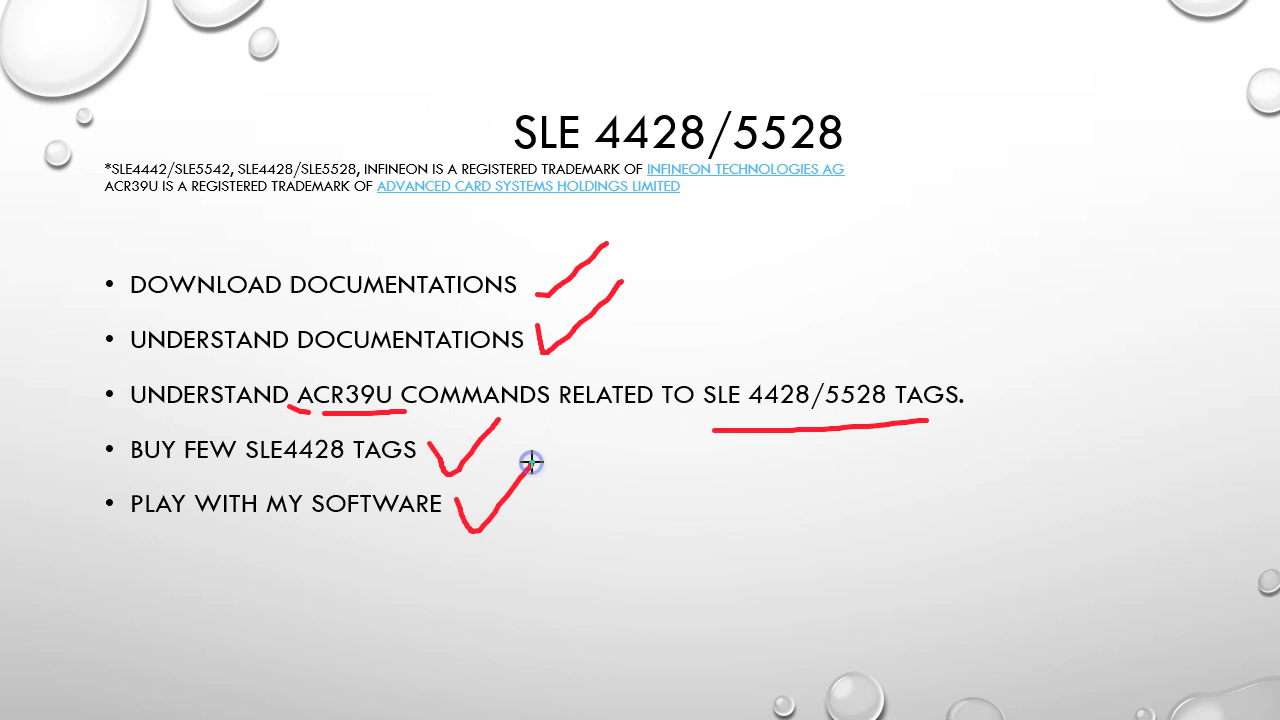 SLE 4428/5528
*SLE4442/SLE5542, SLE4428/SLE5528, INFINEON IS A REGISTERED TRADEMARK OF INFINEON TECHNOLOGIES AG
ACR39U IS A REGISTERED TRADEMARK OF ADVANCED CARD SYSTEMS HOLDINGS LIMITED
• DOWNLOAD DOCUMENTATIONS
• UNDERSTAND DOCUMENTATIONS
• UNDERSTAND ACR39U COMMANDS RELATED TO SLE 4428/5528 TAGS.
• BUY FEW SLE4428 TAGS
• PLAY WITH MY SOFTWARE